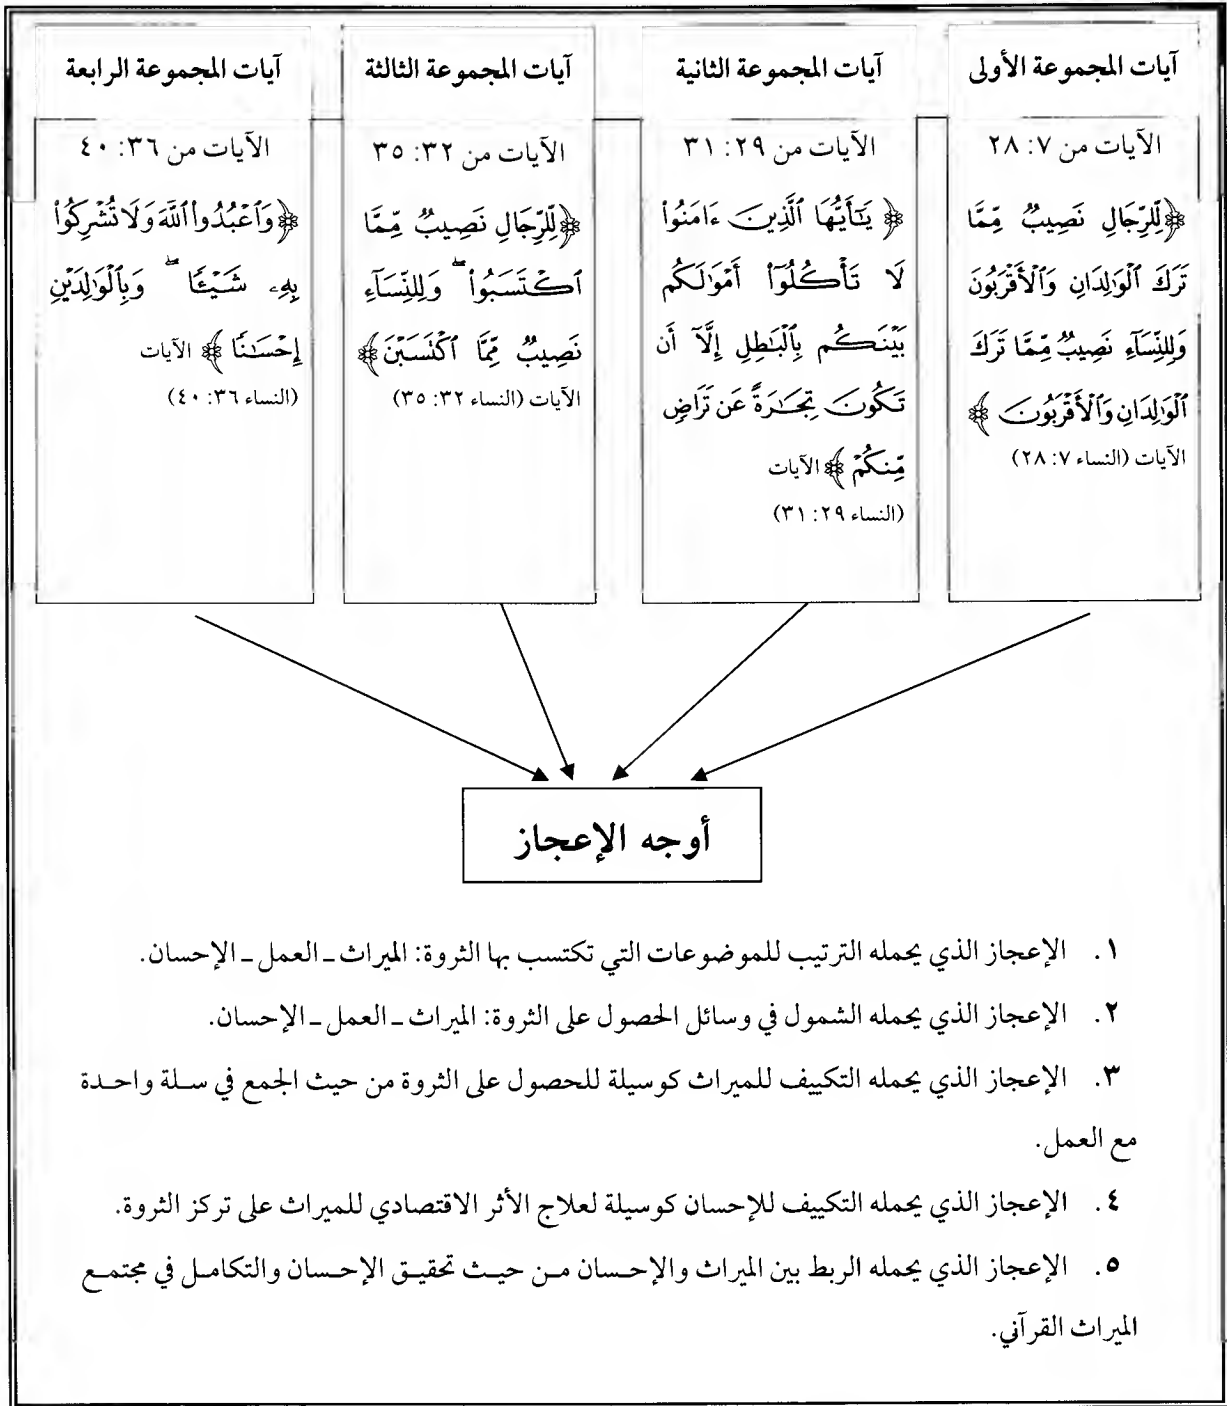 آيات المجموعة الأولى
الآيات من ٧: ٢٨
﴿لِّلرِّجَالِ نَصِيبٌ مِّمَّا
تَرَكَ ٱلْوَٰلِدَانِ وَٱلْأَقْرَبُونَ
وَلِلنِّسَآءِ نَصِيبٌ مِّمَّا تَرَكَ
ٱلْوَٰلِدَانِ وَٱلْأَقْرَبُونَ ﴾
الآيات (النساء ٧: ٢٨)
آيات المجموعة الثانية
الآيات من ٢٩: ٣١
﴿ يَٰٓأَيُّهَا ٱلَّذِينَ ءَامَنُوا۟
لَا تَأْكُلُوٓا۟ أَمْوَٰلَكُم
بَيْنَكُم بِٱلْبَٰطِلِ إِلَّآ أَن
تَكُونَ تِجَٰرَةً عَن تَرَاضٍ
مِّنكُمْ ﴾ الآيات
(النساء ٢٩: ٣١)
آيات المجموعة الثالثة
الآيات من ٣٢: ٣٥
﴿لِّلرِّجَالِ نَصِيبٌ مِّمَّا
ٱكْتَسَبُوا۟ ۖ وَلِلنِّسَآءِ
نَصِيبٌ مِّمَّا ٱكْتَسَبْنَ﴾
الآيات (النساء ٣٢: ٣٥)
آيات المجموعة الرابعة
الآيات من ٣٦: ٤٠
﴿وَٱعْبُدُوا۟ ٱللَّهَ وَلَا تُشْرِكُوا۟
بِهِۦ شَيْـًٔا ۖ وَبِٱلْوَٰلِدَيْنِ
إِحْسَٰنًا ﴾ الآيات
(النساء ٣٦: ٤٠)
أوجه الإعجاز
١. الإعجاز الذي يحمله الترتيب للموضوعات التي تكتسب بها الثروة: الميراث ـ العمل ـ الإحسان.
٢. الإعجاز الذي يحمله الشمول في وسائل الحصول على الثروة: الميراث ـ العمل ـ الإحسان.
٣. الإعجاز الذي يحمله التكييف للميراث كوسيلة للحصول على الثروة من حيث الجمع في سلة واحدة
مع العمل.
٤. الإعجاز الذي يحمله التكييف للإحسان كوسيلة لعلاج الأثر الاقتصادي للميراث على تركز الثروة.
٥. الإعجاز الذي يحمله الربط بين الميراث والإحسان من حيث تحقيق الإحسان والتكامل في مجتمع
الميراث القرآني.